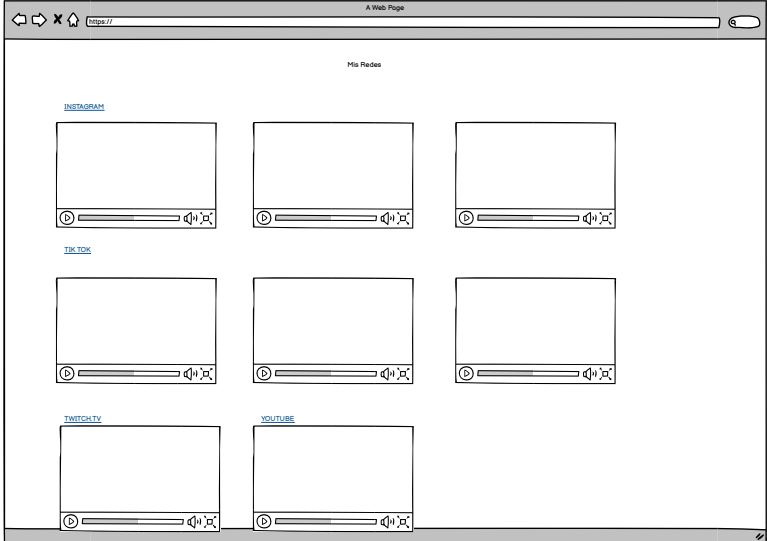 A Web Page
https://
Mis Redes
INSTAGRAM
TIK TOK
TWITCH.TV
YOUTUBE